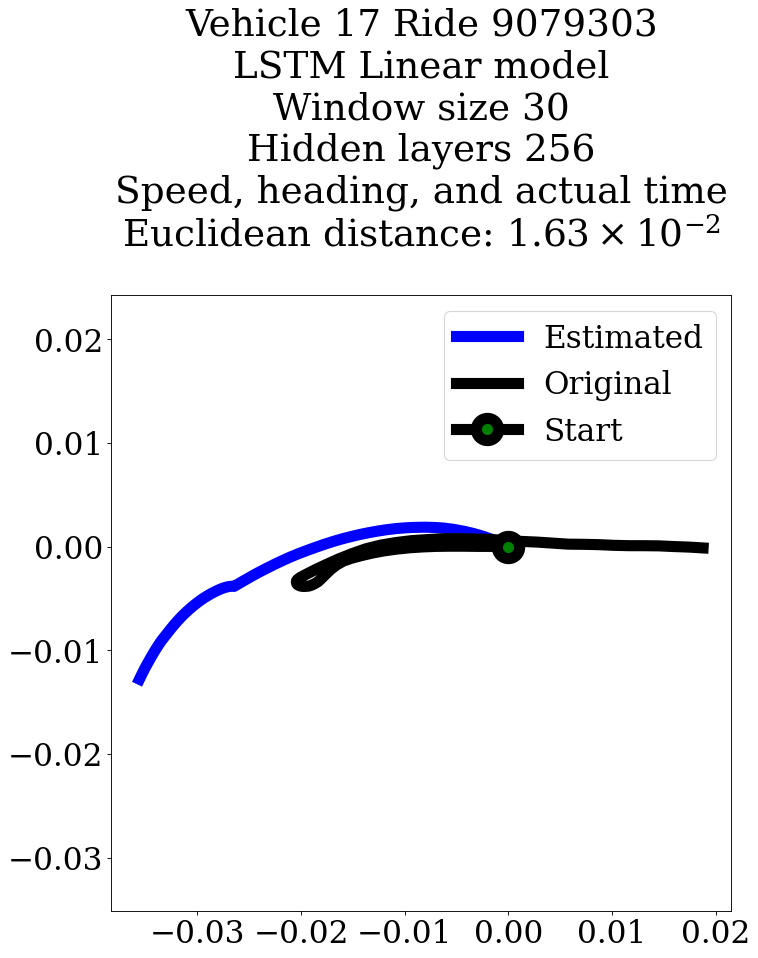 Vehicle 17 Ride 9079303
LSTM Linear model
Window size 30
Hidden layers 256
Speed, heading, and actual time
Euclidean distance: 1.63 × 10⁻²
Estimated
Original
Start
0.02
0.01
0.00
−0.01
−0.02
−0.03
−0.03 −0.02 −0.01 0.00 0.01 0.02